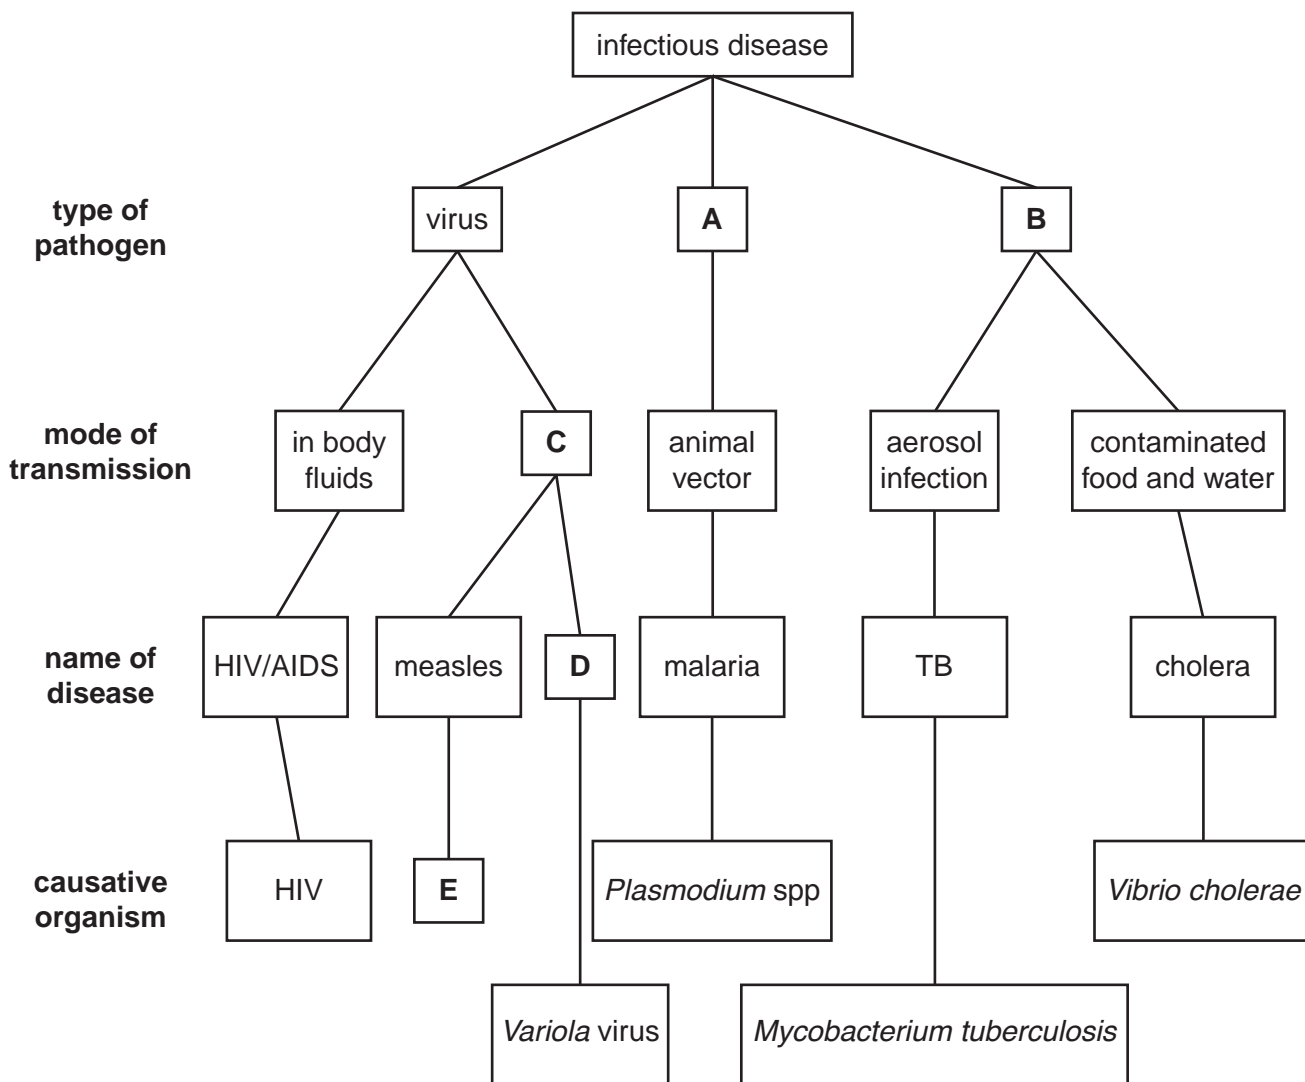 infectious disease
type of
pathogen
virus
A
B
mode of
transmission
in body
fluids
C
animal
vector
aerosol
infection
contaminated
food and water
name of
disease
HIV/AIDS
measles
D
malaria
TB
cholera
causative
organism
HIV
E
Plasmodium spp
Vibrio cholerae
Variola virus
Mycobacterium tuberculosis